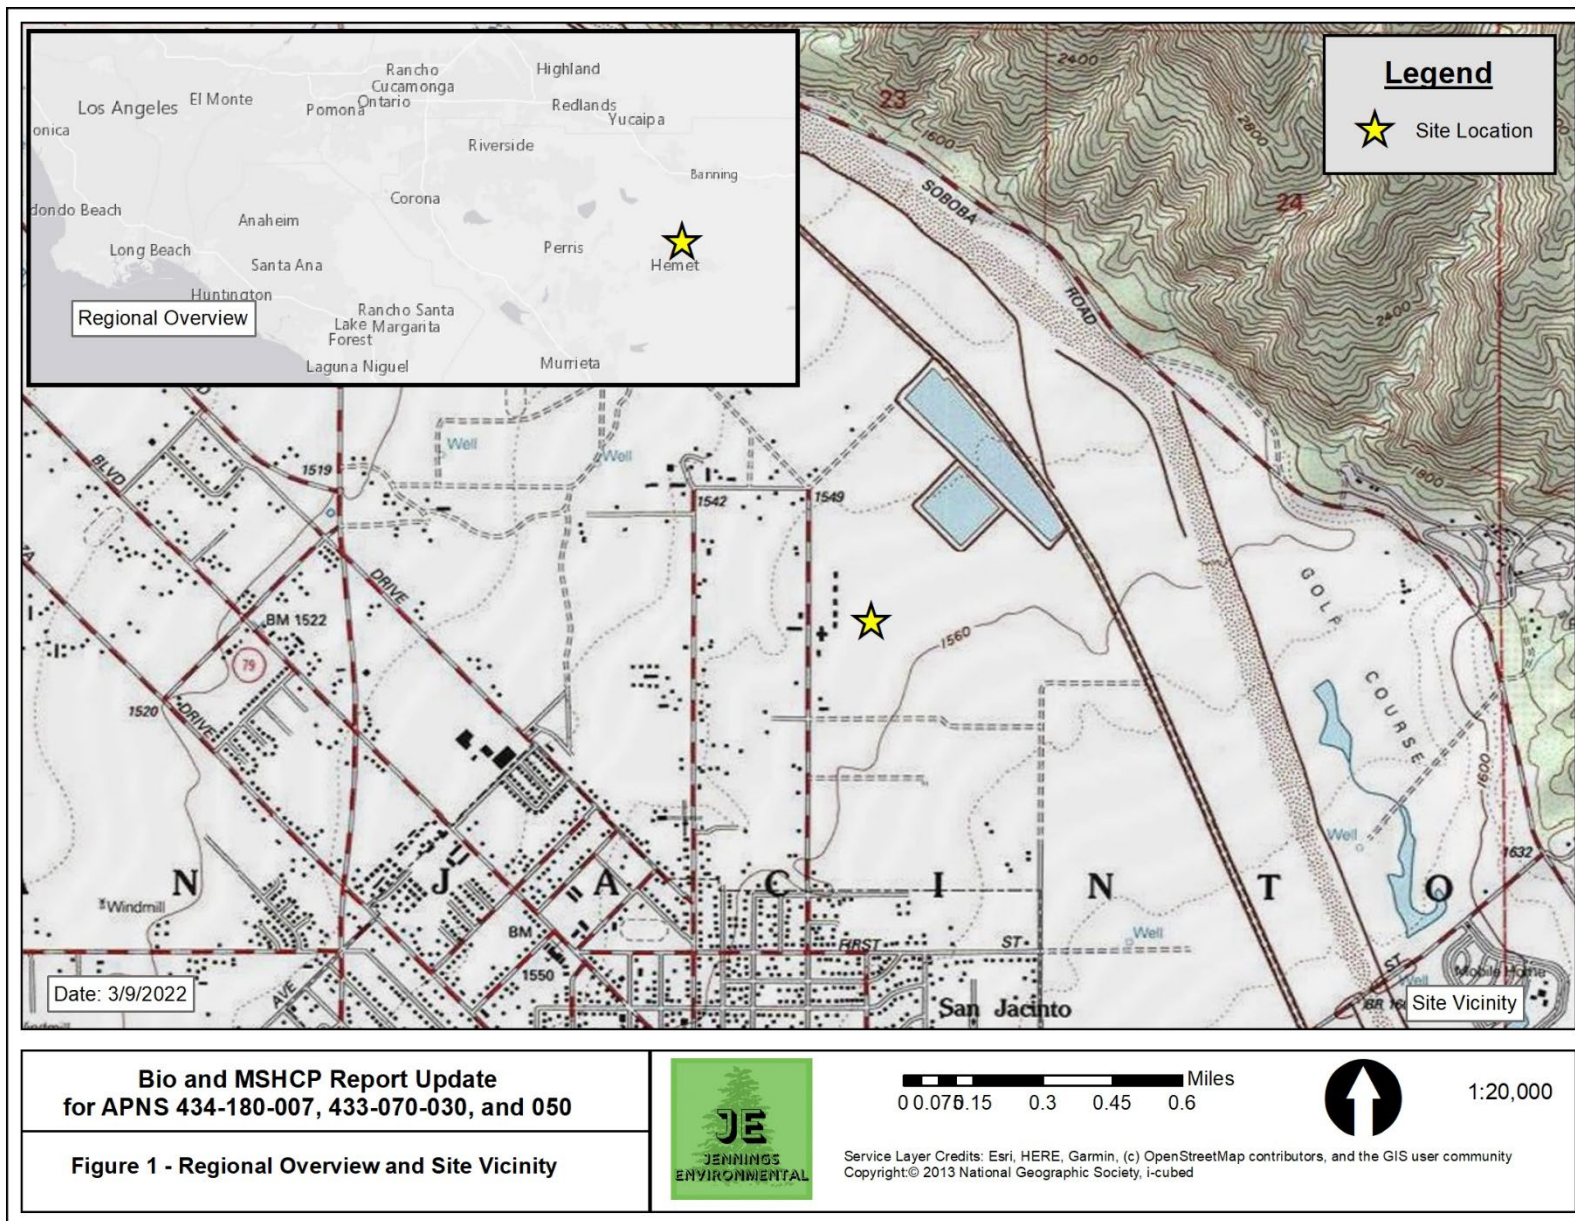 Rancho
Cucamonga
Highland
Los Angeles
El Monte
Pomona
Ontario
Redlands
Yucaipa
onica
Riverside
Banning
Corona
dondo Beach
Anaheim
Long Beach
Perris
Santa Ana
Hemet
Huntington
Rancho Santa
Margarita
Lake
Forest
Laguna Niguel
Murrieta
Regional Overview
Legend
Site Location
2400
23
1600
2800
24
SOBOBA
ROAD
2400
1800
BLVD
1519
Well
Well
1542
1549
DRIVE
BM 1522
79
1520
DRIVE
1560
GOLF
COURSE
1600
Well
1632
N J A C I N T O
Windmill
BM
1550
FIRST ST
Well
AVE
San Jacinto
ST
Well
Mobile Home
Date: 3/9/2022
Site Vicinity
Bio and MSHCP Report Update
for APNS 434-180-007, 433-070-030, and 050
Figure 1 - Regional Overview and Site Vicinity
JE
JENNINGS
ENVIRONMENTAL
Miles
0 0.075 0.15 0.3 0.45 0.6
1:20,000
Service Layer Credits: Esri, HERE, Garmin, (c) OpenStreetMap contributors, and the GIS user community
Copyright:© 2013 National Geographic Society, i-cubed